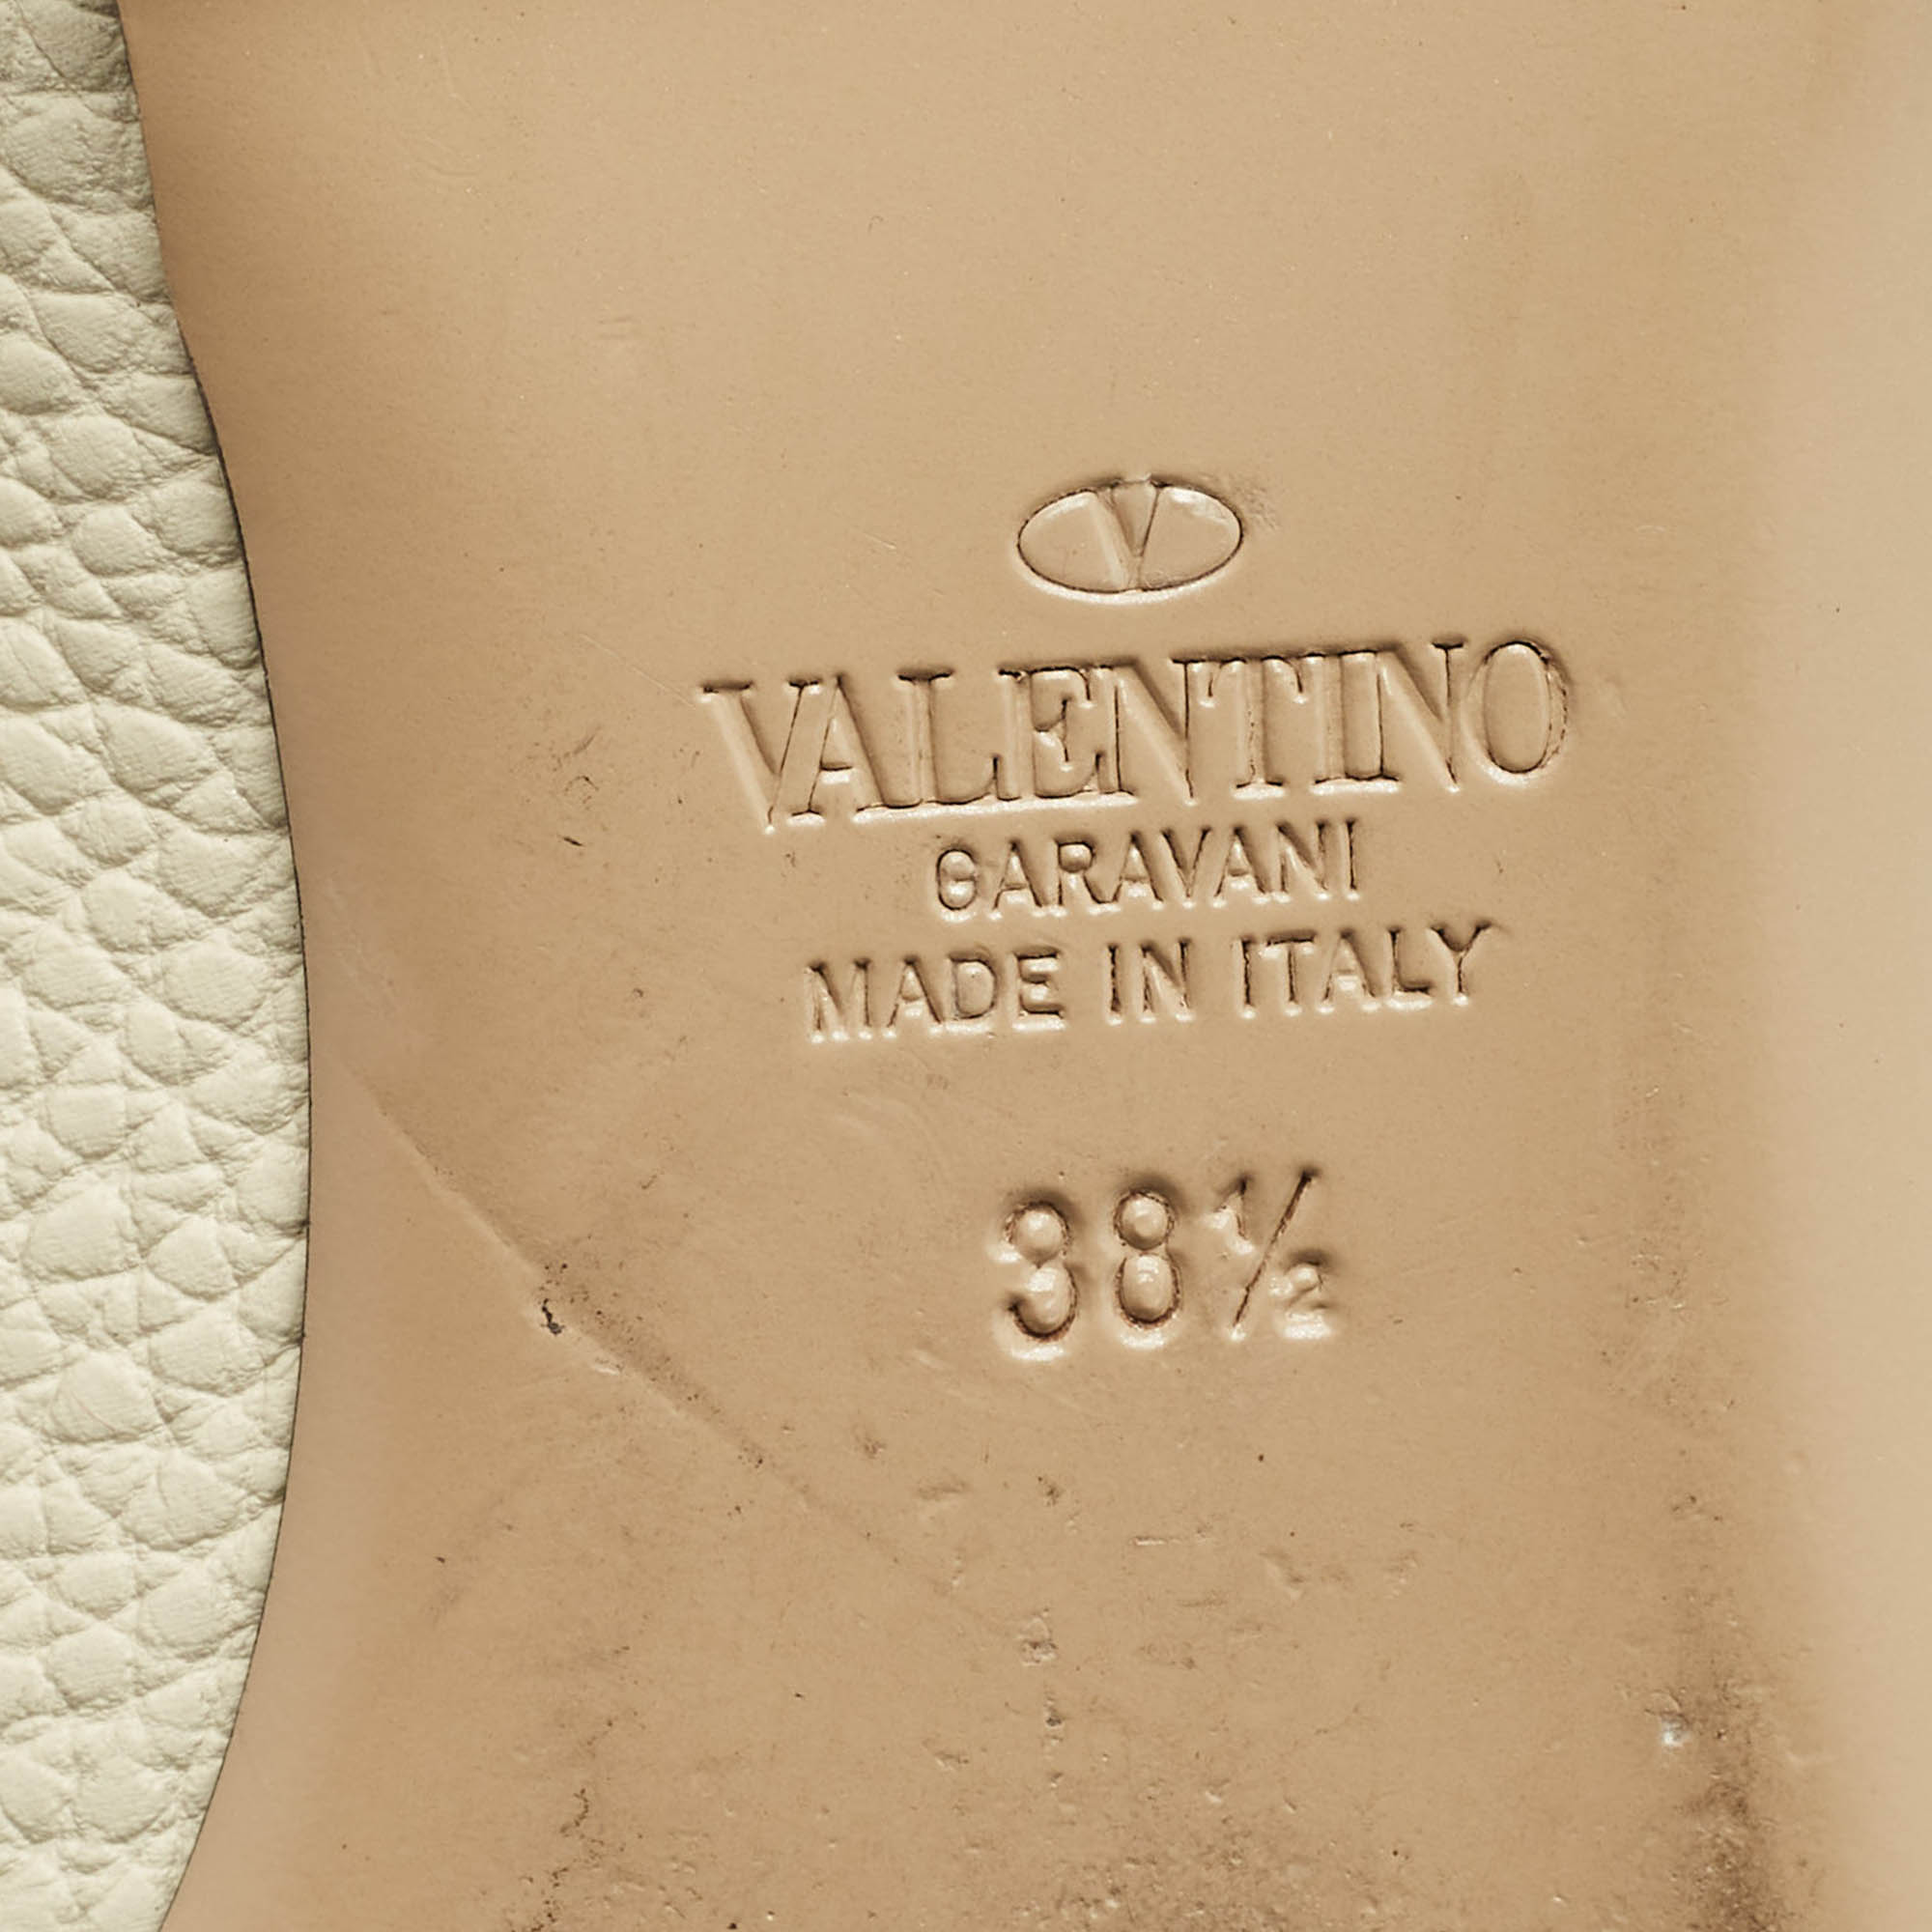 V
VALENTINO
GARAVANI
MADE IN ITALY
38½